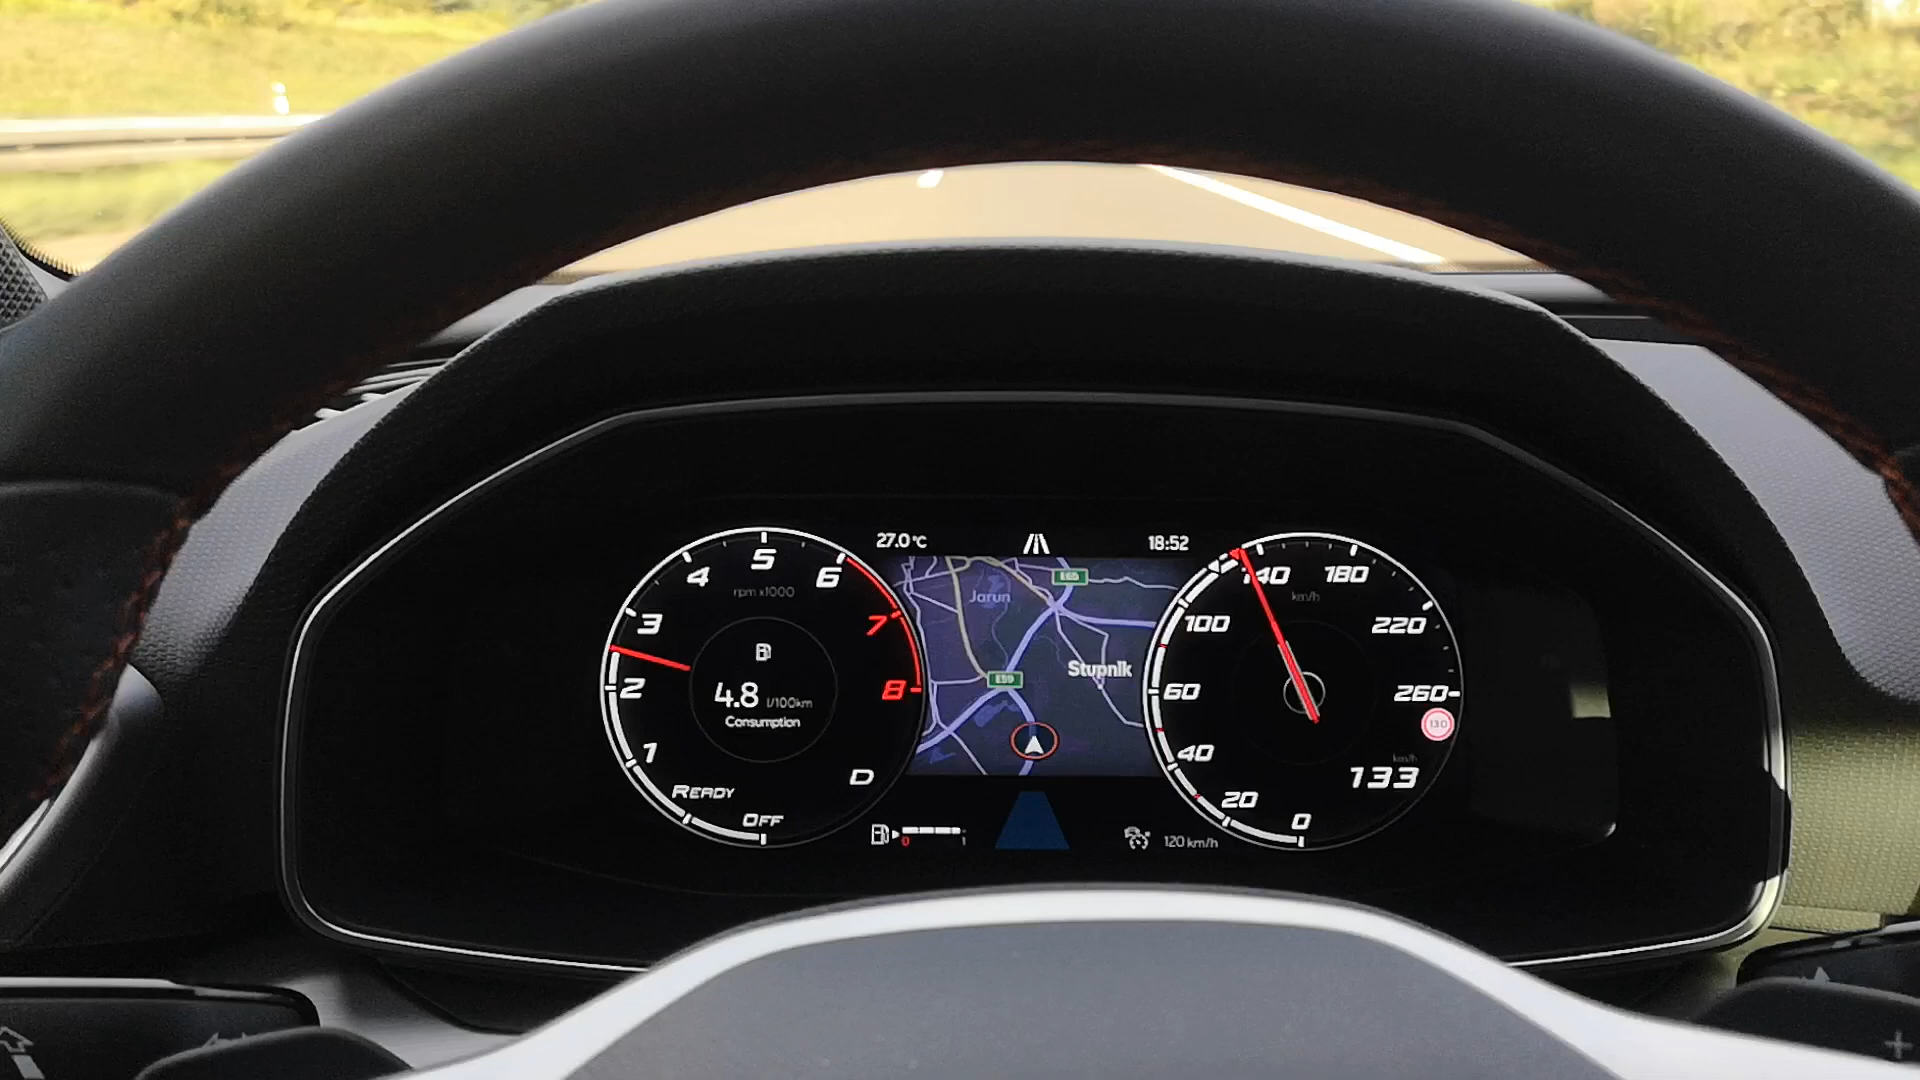 27.0°C
18:52
5
4
6
rpm x1000
3
7
2
8
4.8 l/100km
Consumption
1
READY
OFF
D
E65
Jarun
Stupnik
E59
140
180
km/h
100
220
60
260
130
40
km/h
133
20
0
0
1
120 km/h
+